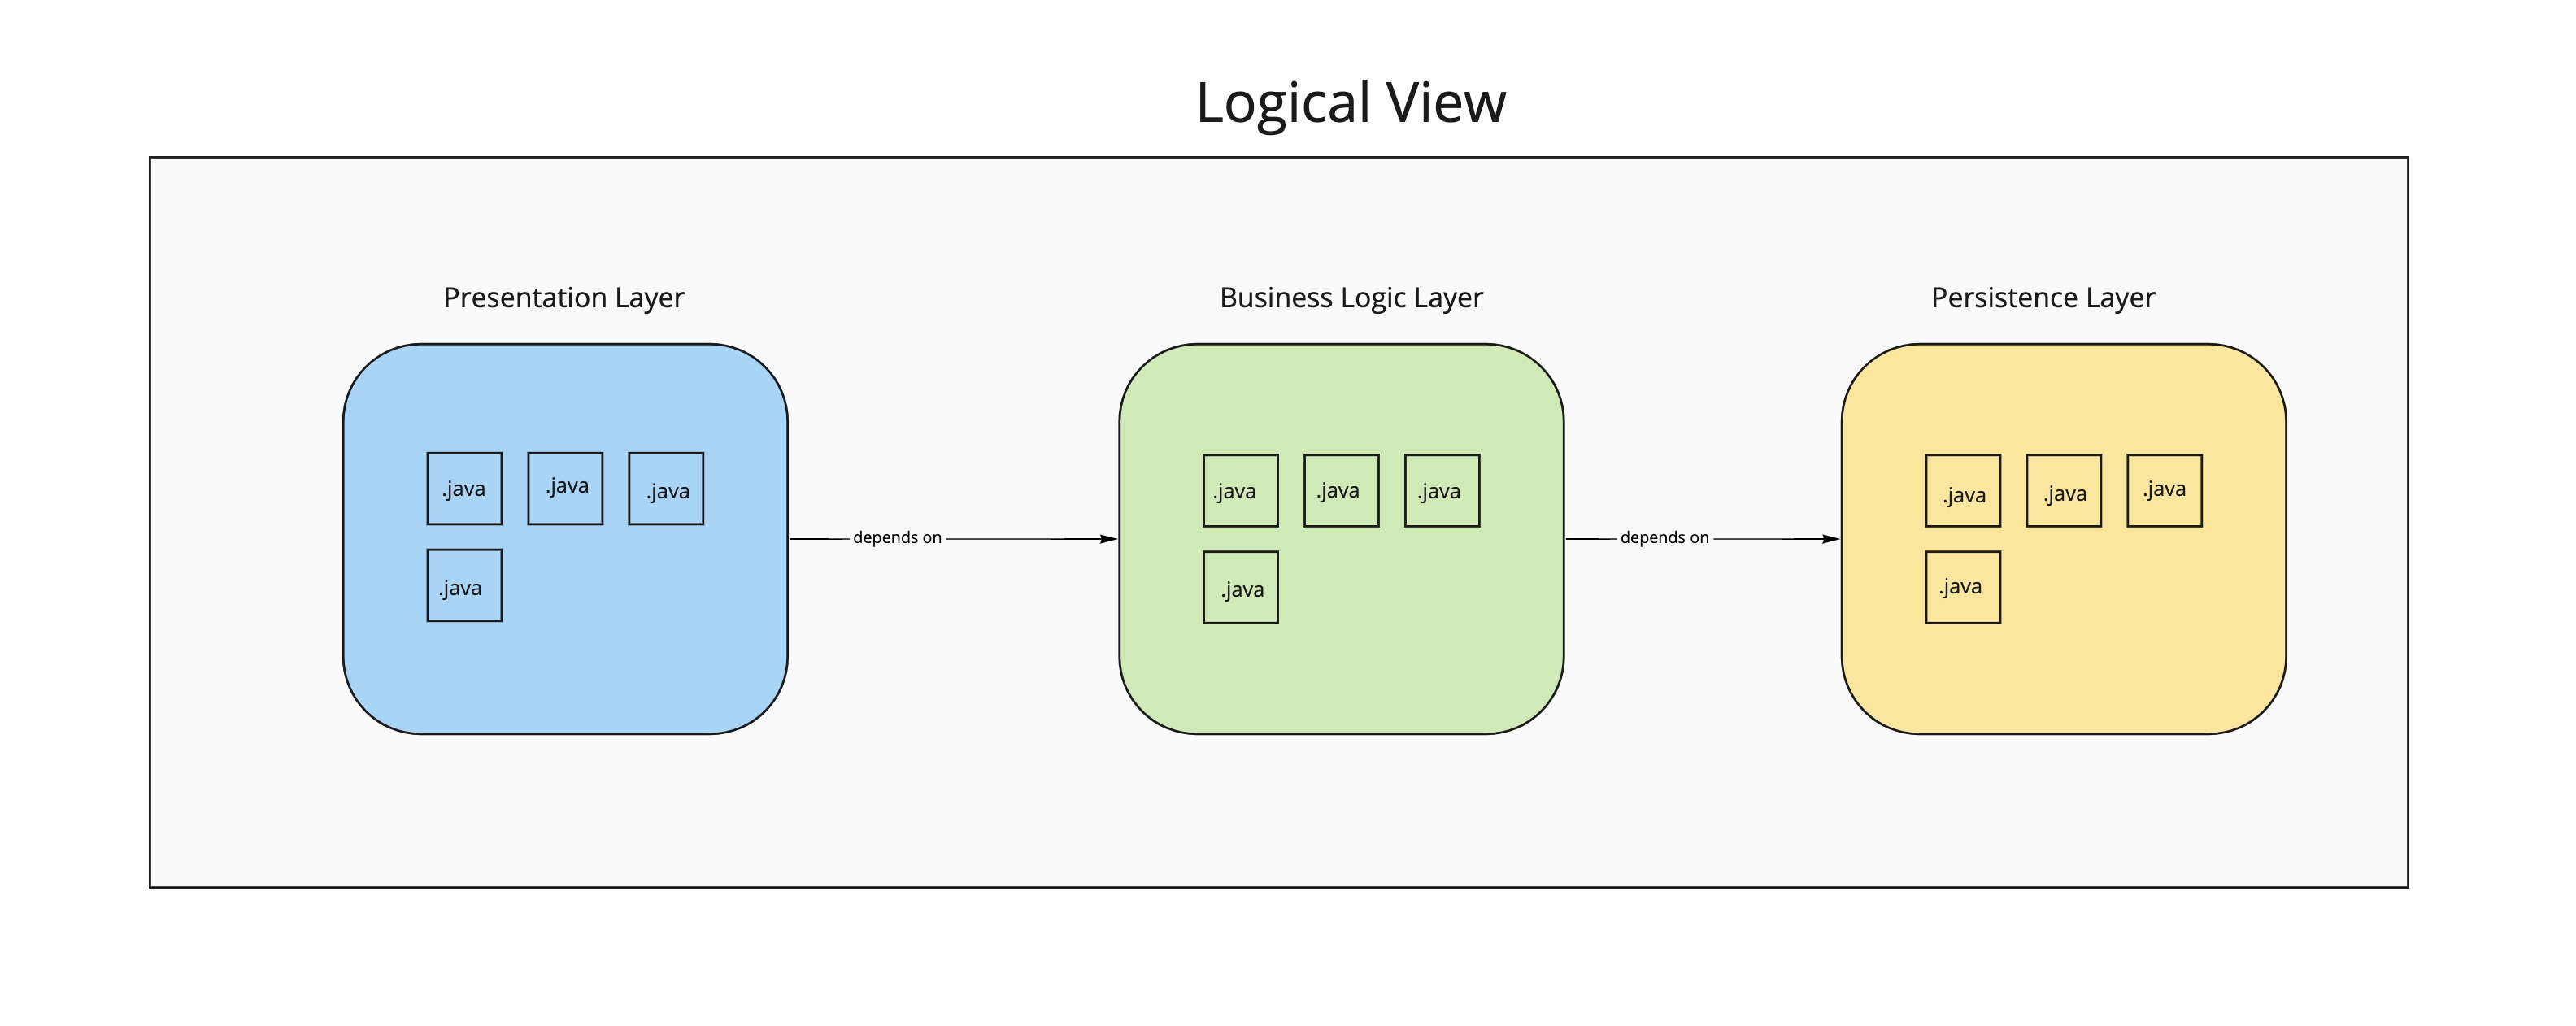 Logical View
Presentation Layer
Business Logic Layer
Persistence Layer
.java
.java
.java
.java
.java
.java
.java
.java
.java
depends on
depends on
.java
.java
.java